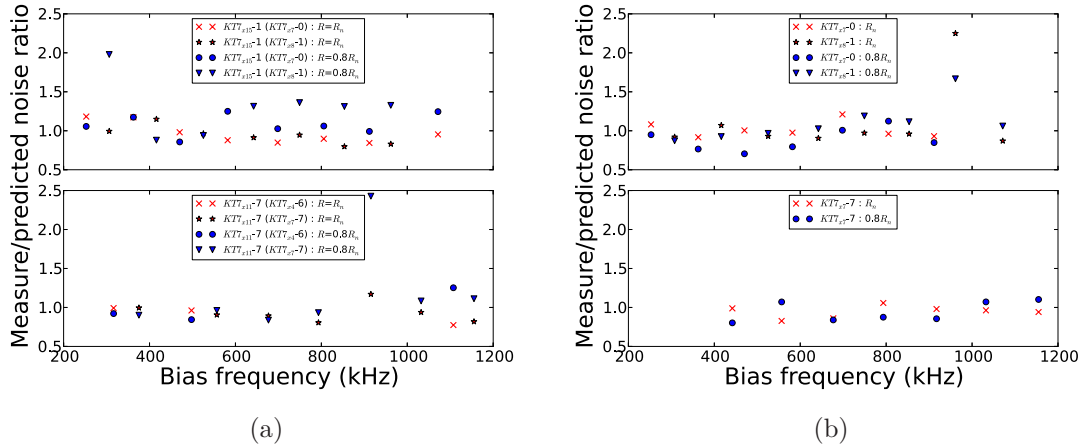 Measure/predicted noise ratio
2.5
2.0
1.5
1.0
0.5
KT7x15-1 (KT7x7-0) : R=Rn
KT7x15-1 (KT7x8-1) : R=Rn
KT7x15-1 (KT7x7-0) : R=0.8Rn
KT7x15-1 (KT7x8-1) : R=0.8Rn
2.5
2.0
1.5
1.0
0.5
KT7x11-7 (KT7x4-6) : R=Rn
KT7x11-7 (KT7x7-7) : R=Rn
KT7x11-7 (KT7x4-6) : R=0.8Rn
KT7x11-7 (KT7x4-7) : R=0.8Rn
200 400 600 800 1000 1200
Bias frequency (kHz)
(a)
Measure/predicted noise ratio
2.5
2.0
1.5
1.0
0.5
KT7x7-0 : Rn
KT7x8-1 : Rn
KT7x7-0 : 0.8Rn
KT7x8-1 : 0.8Rn
2.5
2.0
1.5
1.0
0.5
KT7x7-7 : Rn
KT7x7-7 : 0.8Rn
200 400 600 800 1000 1200
Bias frequency (kHz)
(b)